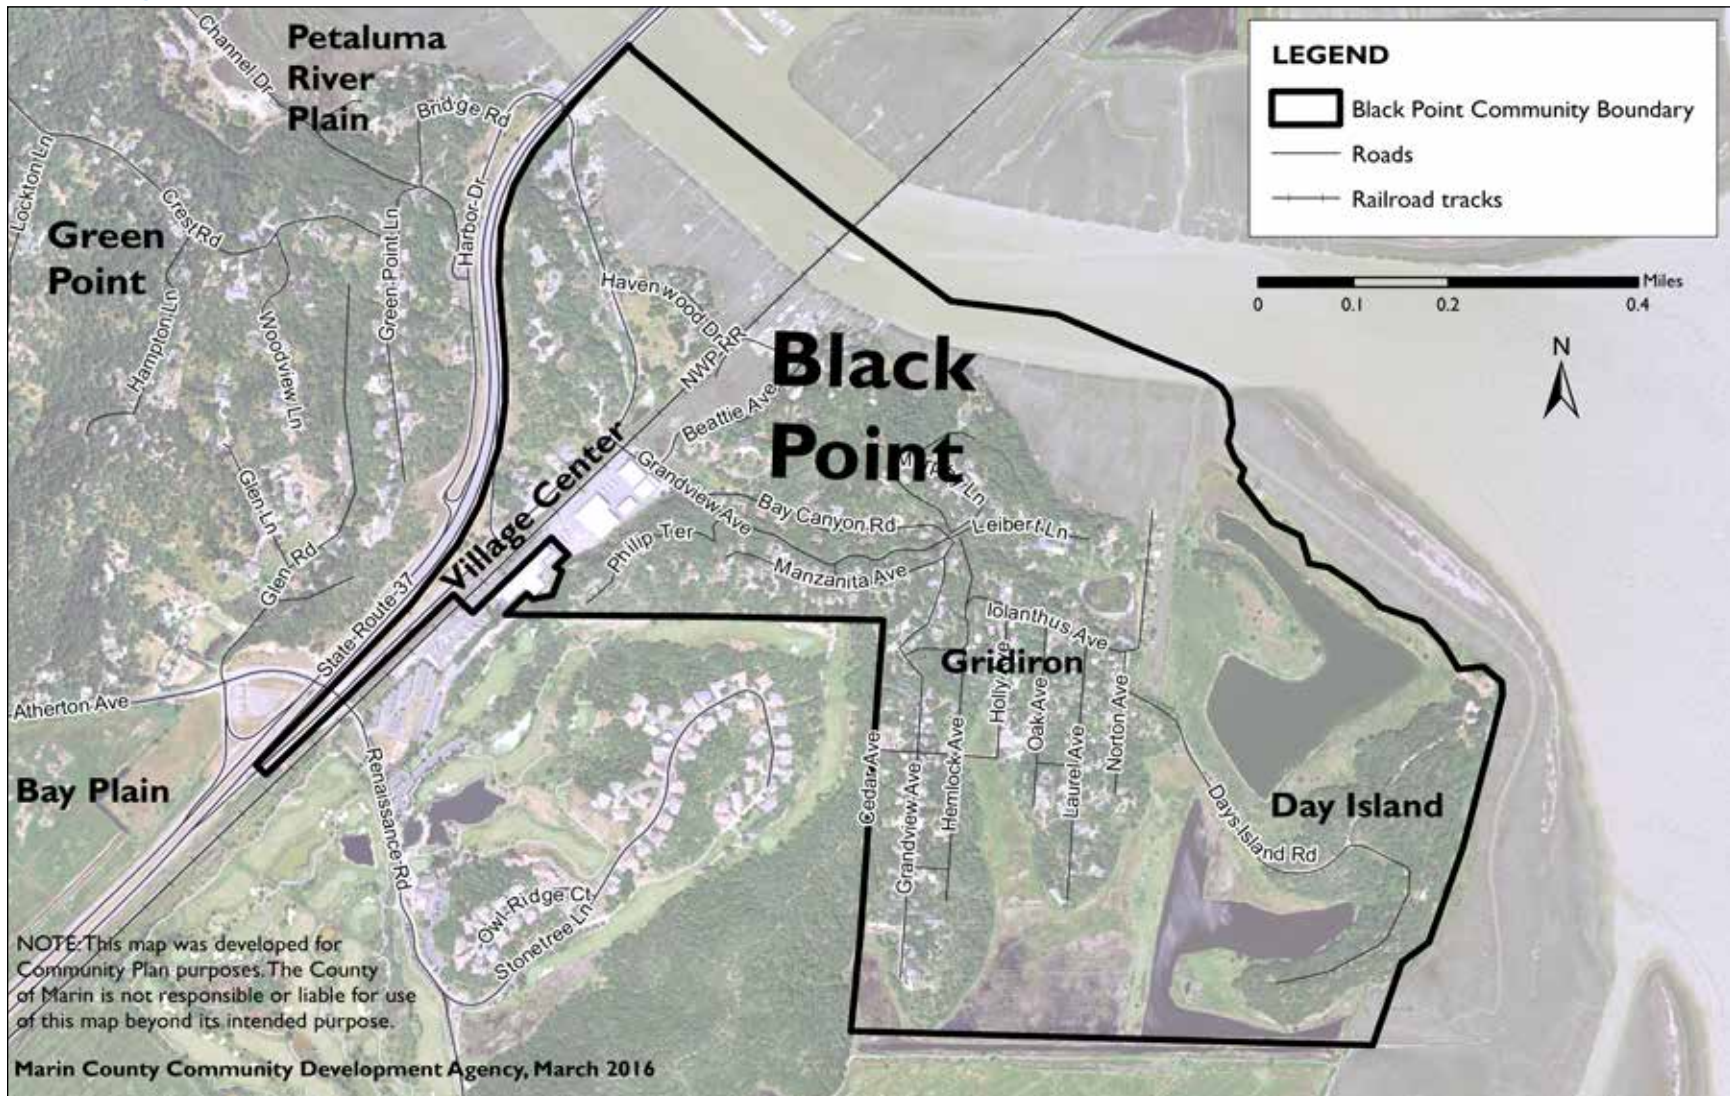 Petaluma
River
Plain
Channel Dr
Bridge Rd
Lockton Ln
Crest Rd
Green
Point
Hampton Ln
Woodview Ln
Green Point Ln
Harbor Dr
Glen Ln
Glen Rd
State Route 37
Atherton Ave
Bay Plain
Village Center
Havenwood Dr
NWP RR
Beattie Ave
Black
Point
Grandview Ave
Bay Canyon Rd
Leibert Ln
Philip Ter
Manzanita Ave
Iolanthus Ave
Gridiron
Holly Ave
Oak Ave
Laurel Ave
Norton Ave
Cedar Ave
Grandview Ave
Hemlock Ave
Days Island Rd
Day Island
Renaissance Rd
Owl Ridge Ct
Stonetree Ln
LEGEND
Black Point Community Boundary
Roads
Railroad tracks
Miles
0 0.1 0.2 0.4
N
NOTE: This map was developed for
Community Plan purposes. The County
of Marin is not responsible or liable for use
of this map beyond its intended purpose.
Marin County Community Development Agency, March 2016